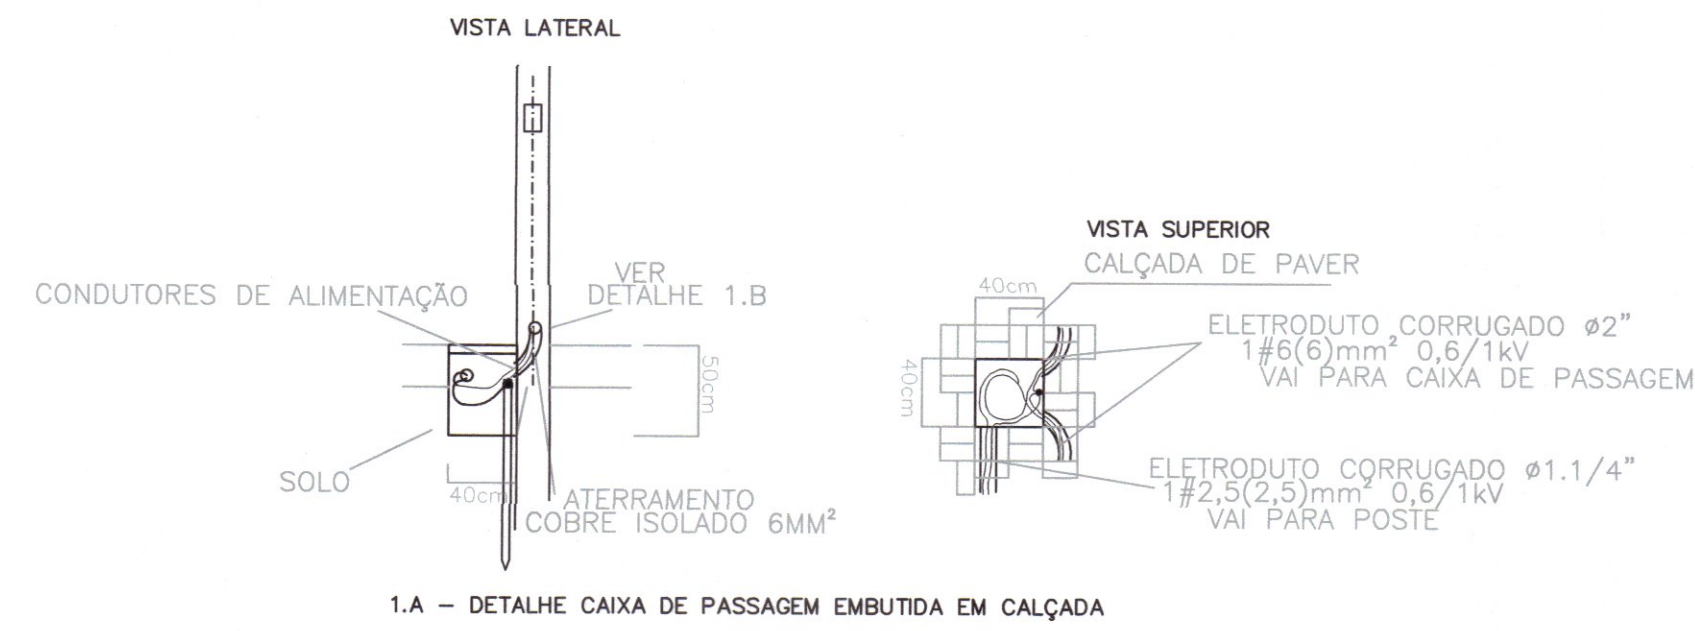 VISTA LATERAL
CONDUTORES DE ALIMENTAÇÃO
VER
DETALHE 1.B
50cm
SOLO
40cm
ATERRAMENTO
COBRE ISOLADO 6MM²
VISTA SUPERIOR
CALÇADA DE PAVER
40cm
40cm
ELETRODUTO CORRUGADO ø2”
1#6(6)mm² 0,6/1kV
VAI PARA CAIXA DE PASSAGEM
ELETRODUTO CORRUGADO ø1.1/4”
1#2,5(2,5)mm² 0,6/1kV
VAI PARA POSTE
1.A – DETALHE CAIXA DE PASSAGEM EMBUTIDA EM CALÇADA